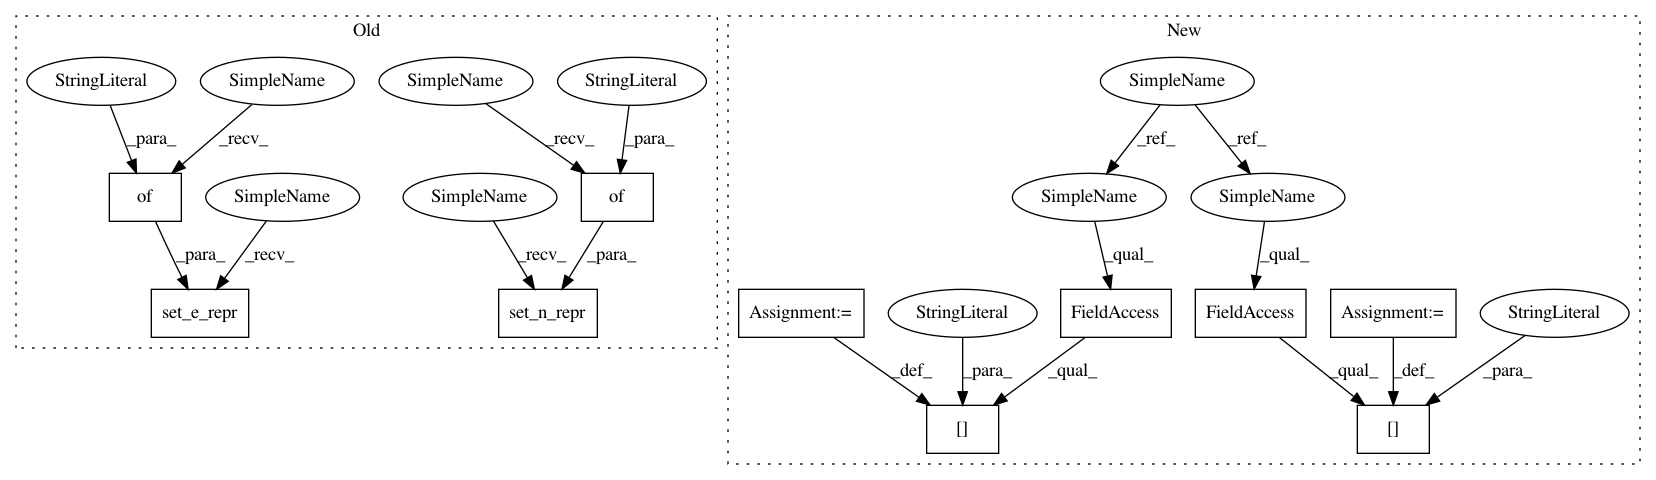 Old
New
StringLiteral
SimpleName
SimpleName
StringLiteral
SimpleName
_para_
_recv_
_recv_
_para_
_ref_
_ref_
of
SimpleName
SimpleName
of
SimpleName
SimpleName
_para_
_recv_
_recv_
_para_
_qual_
_qual_
set_e_repr
set_n_repr
Assignment:=
StringLiteral
FieldAccess
FieldAccess
Assignment:=
StringLiteral
_def_
_para_
_qual_
_qual_
_def_
_para_
[]
[]